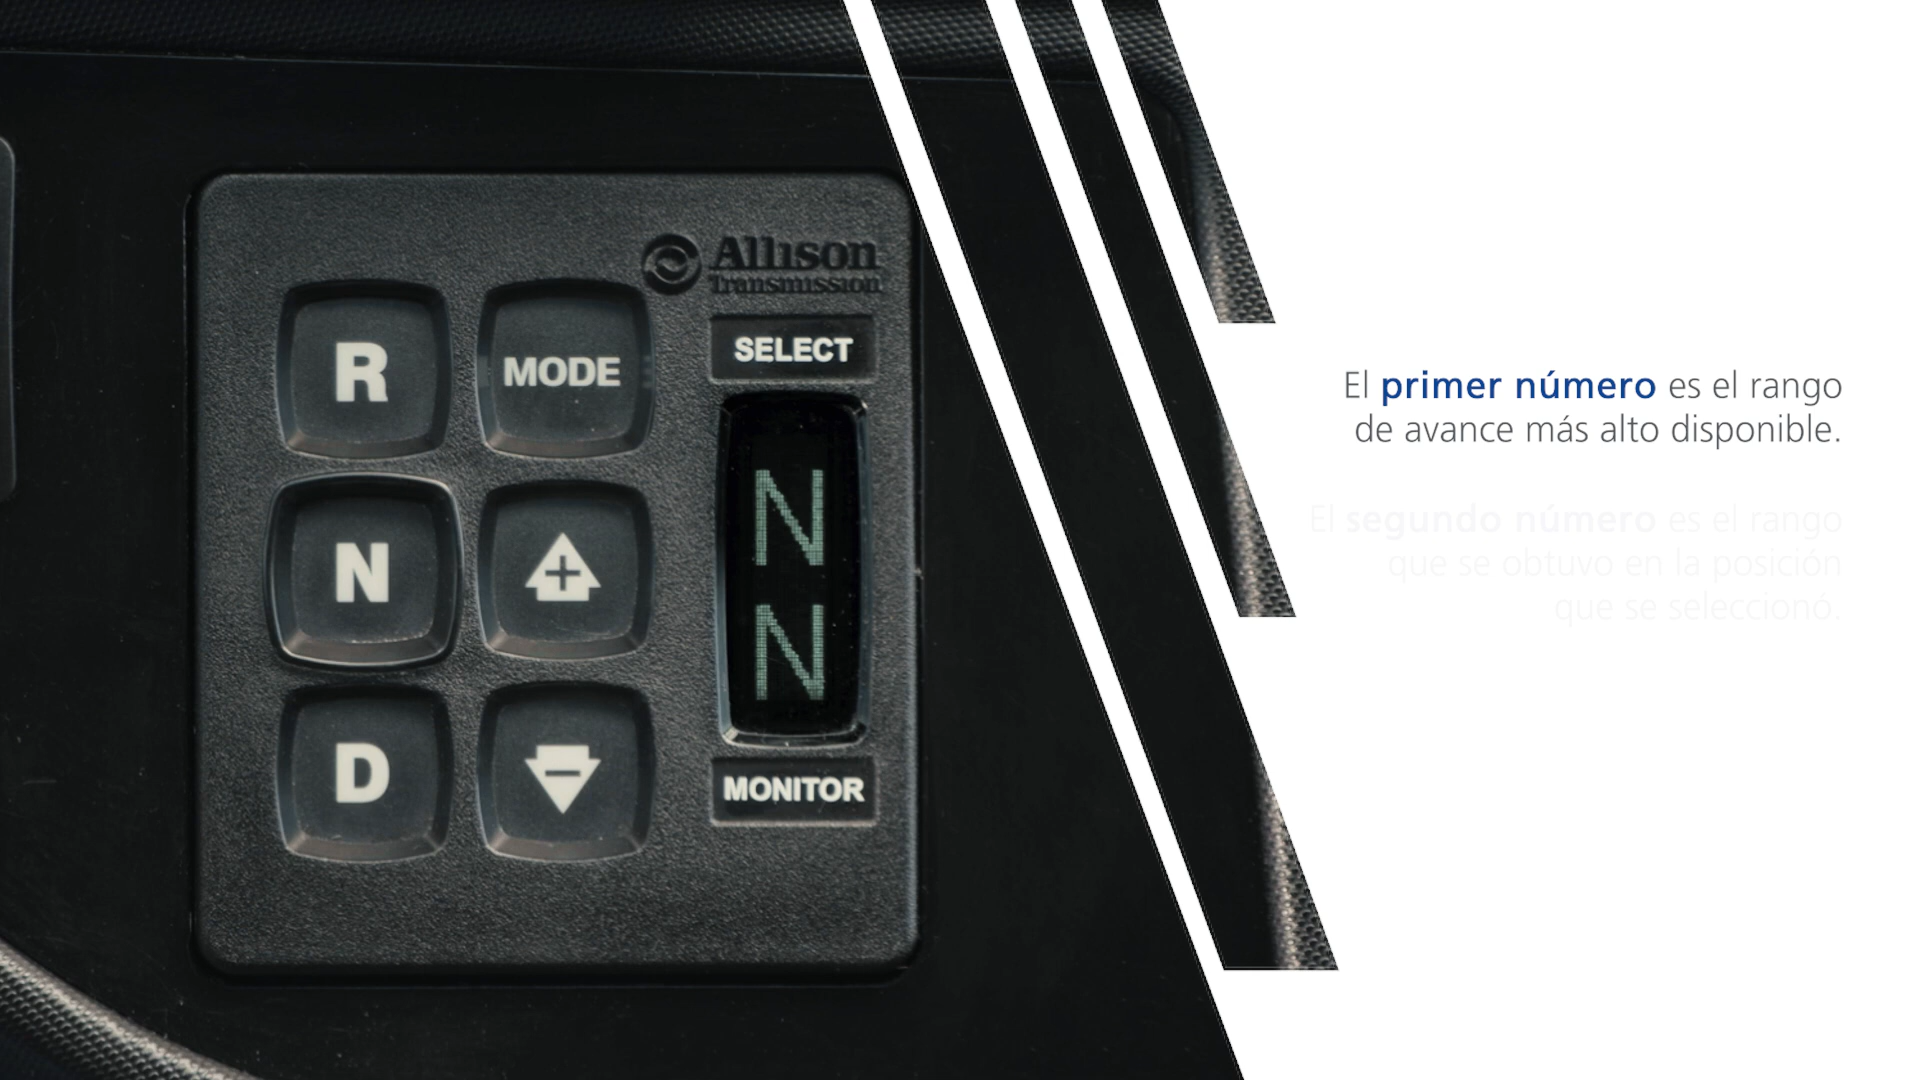 Allison
Transmission
R
MODE
SELECT
N
+
N
N
D
-
MONITOR
El primer número es el rango
de avance más alto disponible.
El segundo número es el rango
que se obtuvo en la posición
que se seleccionó.